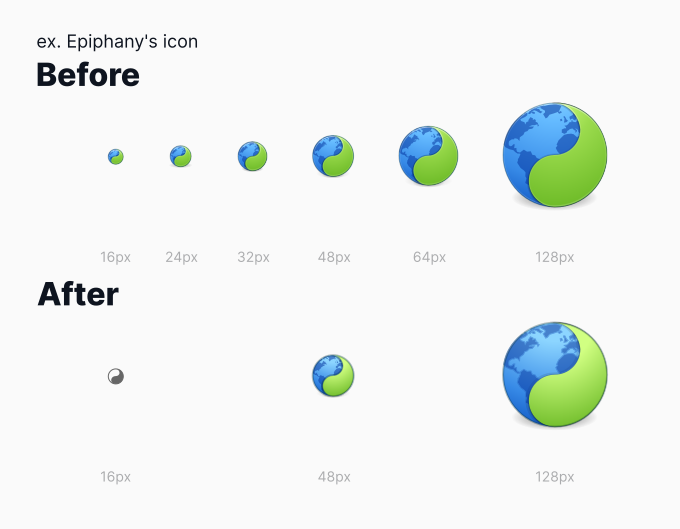 ex. Epiphany's icon
Before
16px 24px 32px 48px 64px 128px
After
16px 48px 128px